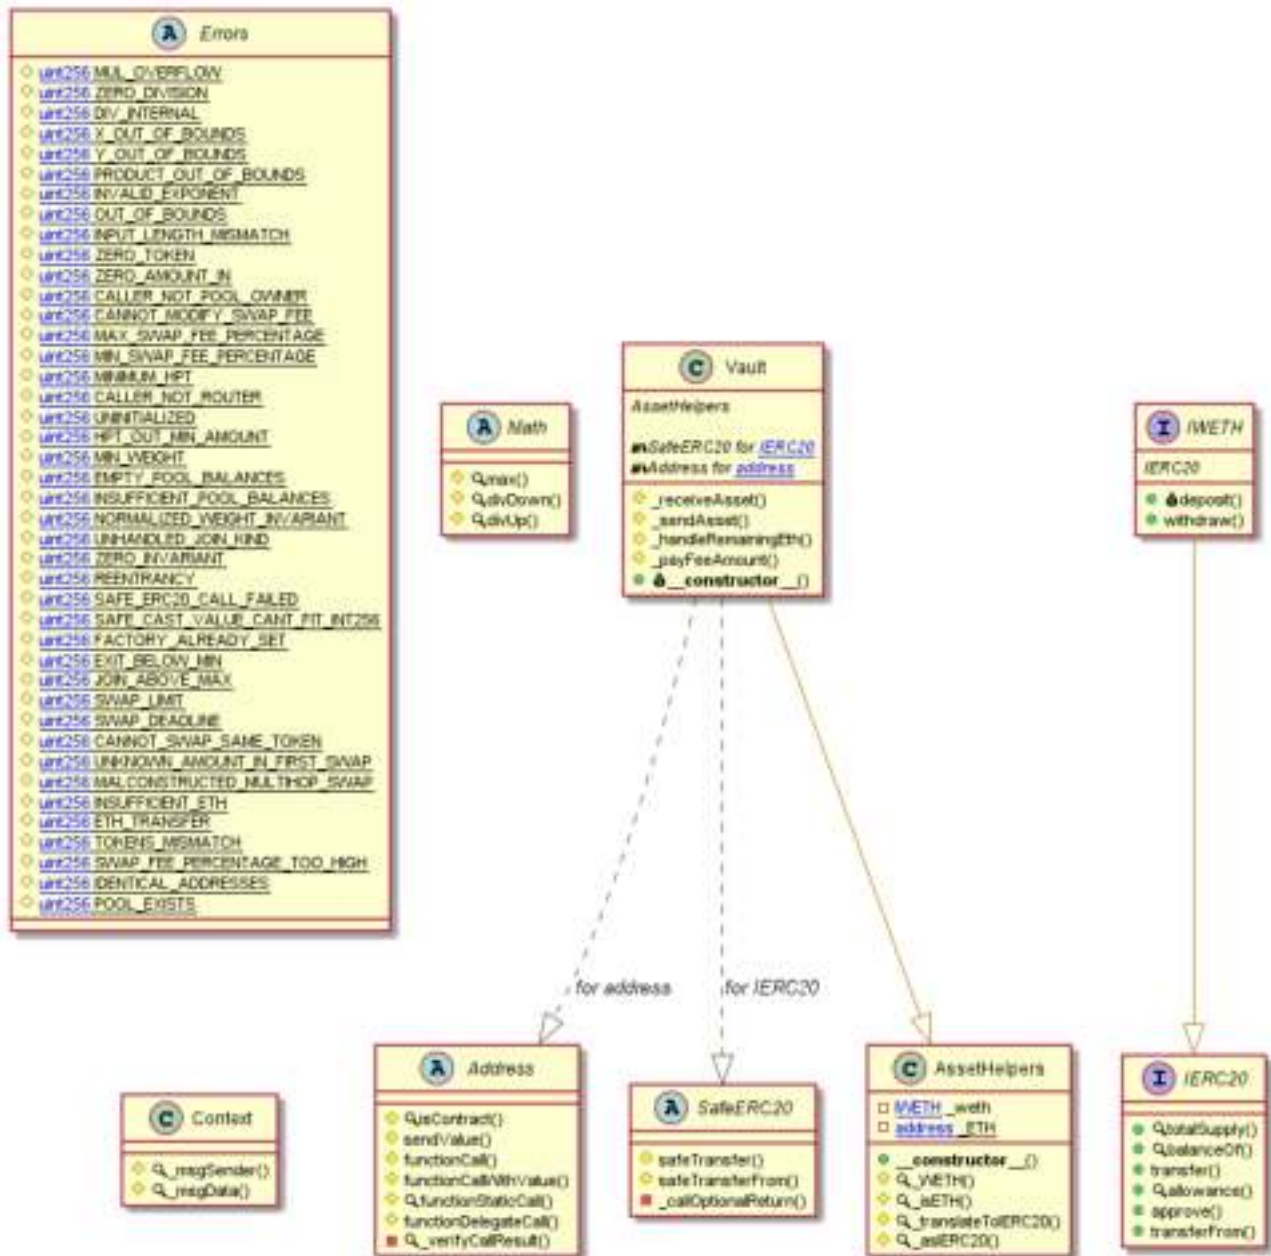 A Errors
uint256 MUL_OVERFLOW
uint256 ZERO_DIVISION
uint256 DIV_INTERNAL
uint256 X_OUT_OF_BOUNDS
uint256 Y_OUT_OF_BOUNDS
uint256 PRODUCT_OUT_OF_BOUNDS
uint256 INVALID_EXPONENT
uint256 OUT_OF_BOUNDS
uint256 INPUT_LENGTH_MISMATCH
uint256 ZERO_TOKEN
uint256 ZERO_AMOUNT_IN
uint256 CALLER_NOT_POOL_OWNER
uint256 CANNOT_MODIFY_SWAP_FEE
uint256 MAX_SWAP_FEE_PERCENTAGE
uint256 MIN_SWAP_FEE_PERCENTAGE
uint256 MINIMUM_HPT
uint256 CALLER_NOT_ROUTER
uint256 UNINITIALIZED
uint256 HPT_OUT_MIN_AMOUNT
uint256 MIN_WEIGHT
uint256 EMPTY_POOL_BALANCES
uint256 INSUFFICIENT_POOL_BALANCES
uint256 NORMALIZED_WEIGHT_INVARIANT
uint256 UNHANDLED_JOIN_KIND
uint256 ZERO_INVARIANT
uint256 REENTRANCY
uint256 SAFE_ERC20_CALL_FAILED
uint256 SAFE_CAST_VALUE_CANT_FIT_INT256
uint256 FACTORY_ALREADY_SET
uint256 EXIT_BELOW_MIN
uint256 JOIN_ABOVE_MAX
uint256 SWAP_LIMIT
uint256 SWAP_DEADLINE
uint256 CANNOT_SWAP_SAME_TOKEN
uint256 UNKNOWN_AMOUNT_IN_FIRST_SWAP
uint256 MALCONSTRUCTED_MULTIHOP_SWAP
uint256 INSUFFICIENT_ETH
uint256 ETH_TRANSFER
uint256 TOKENS_MISMATCH
uint256 SWAP_FEE_PERCENTAGE_TOO_HIGH
uint256 IDENTICAL_ADDRESSES
uint256 POOL_EXISTS
A Math
max()
divDown()
divUp()
C Vault
AssetHelpers
SafeERC20 for IERC20
Address for address
_receiveAsset()
_sendAsset()
_handleRemainingEth()
_payFeeAmount()
__constructor__()
I IWETH
IERC20
deposit()
withdraw()
for address
for IERC20
C Context
_msgSender()
_msgData()
A Address
isContract()
sendValue()
functionCall()
functionCallWithValue()
functionStaticCall()
functionDelegateCall()
_verifyCallResult()
A SafeERC20
safeTransfer()
safeTransferFrom()
_callOptionalReturn()
C AssetHelpers
IWETH _weth
address _ETH
__constructor__()
_WETH()
_isETH()
_translateToIERC20()
_asIERC20()
I IERC20
totalSupply()
balanceOf()
transfer()
allowance()
approve()
transferFrom()